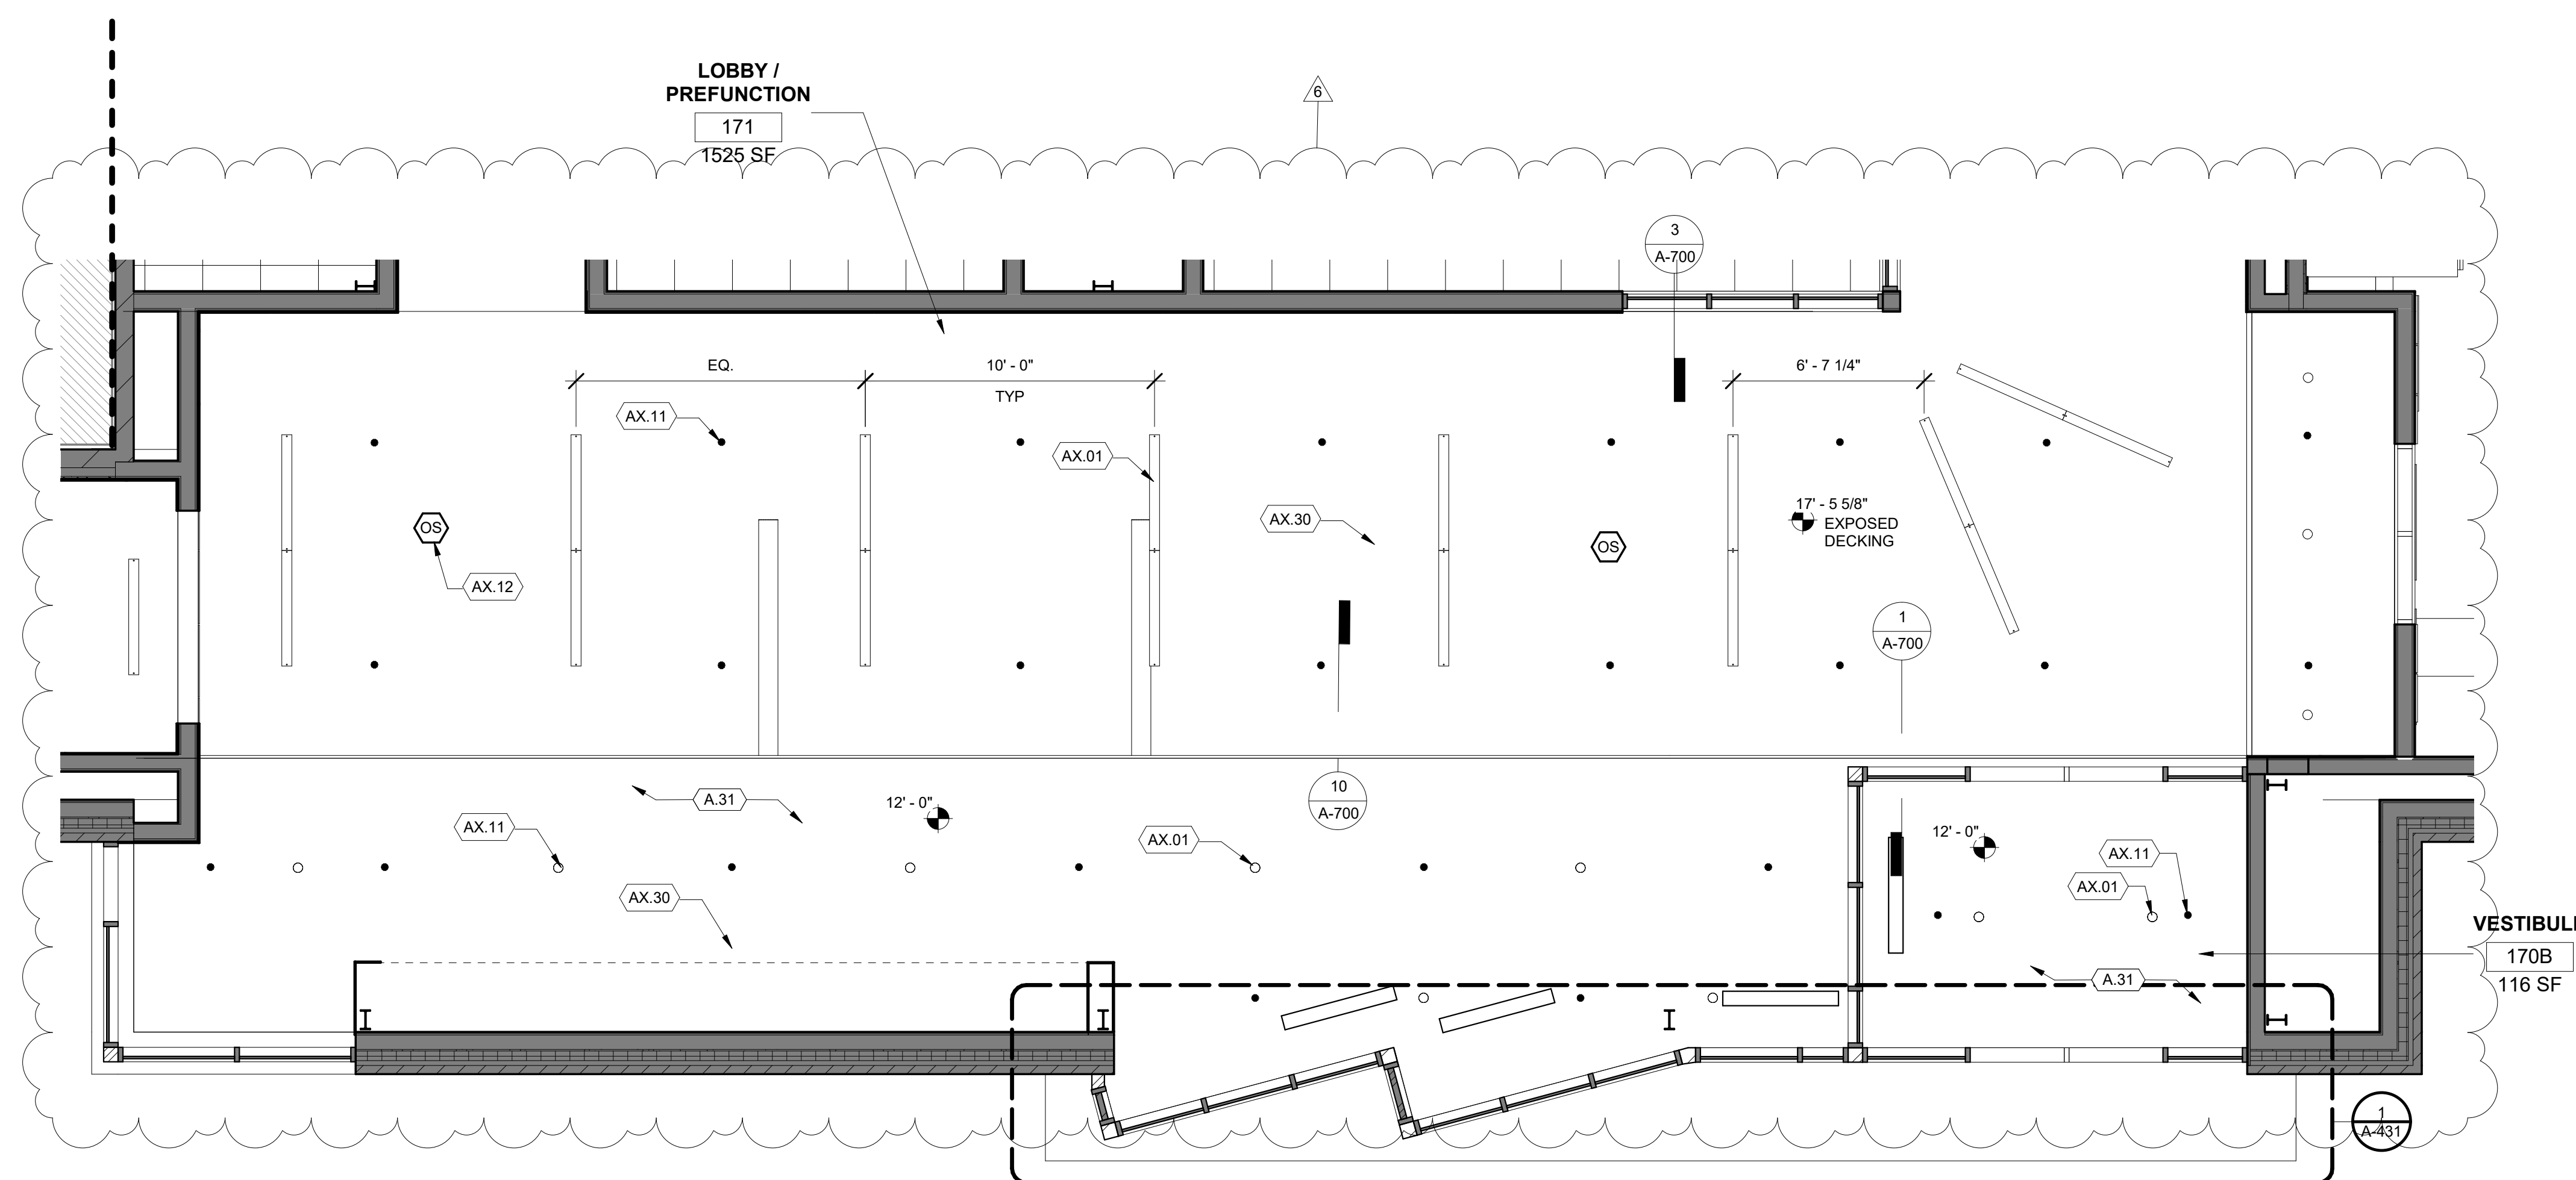 LOBBY /
PREFUNCTION
171
1525 SF
6
3
A-700
EQ.
10' - 0"
TYP
6' - 7 1/4"
AX.11
AX.01
AX.30
17' - 5 5/8"
EXPOSED
DECKING
OS
OS
AX.12
1
A-700
A.31
12' - 0"
10
A-700
AX.11
AX.01
12' - 0"
AX.11
AX.01
AX.30
VESTIBUL
170B
116 SF
A.31
1
A-431